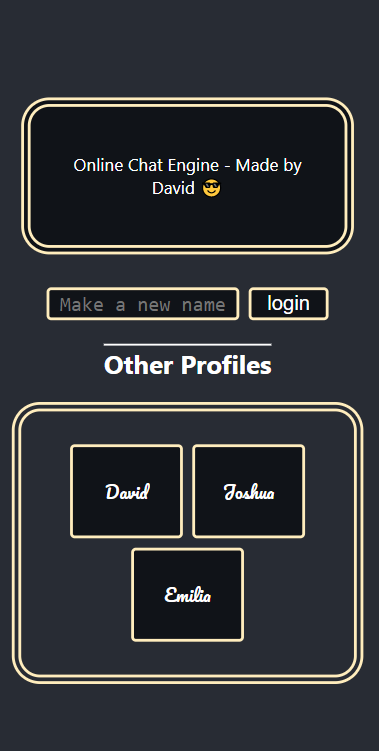 Online Chat Engine - Made by
David 😎
Make a new name
login
Other Profiles
David
Joshua
Emilia